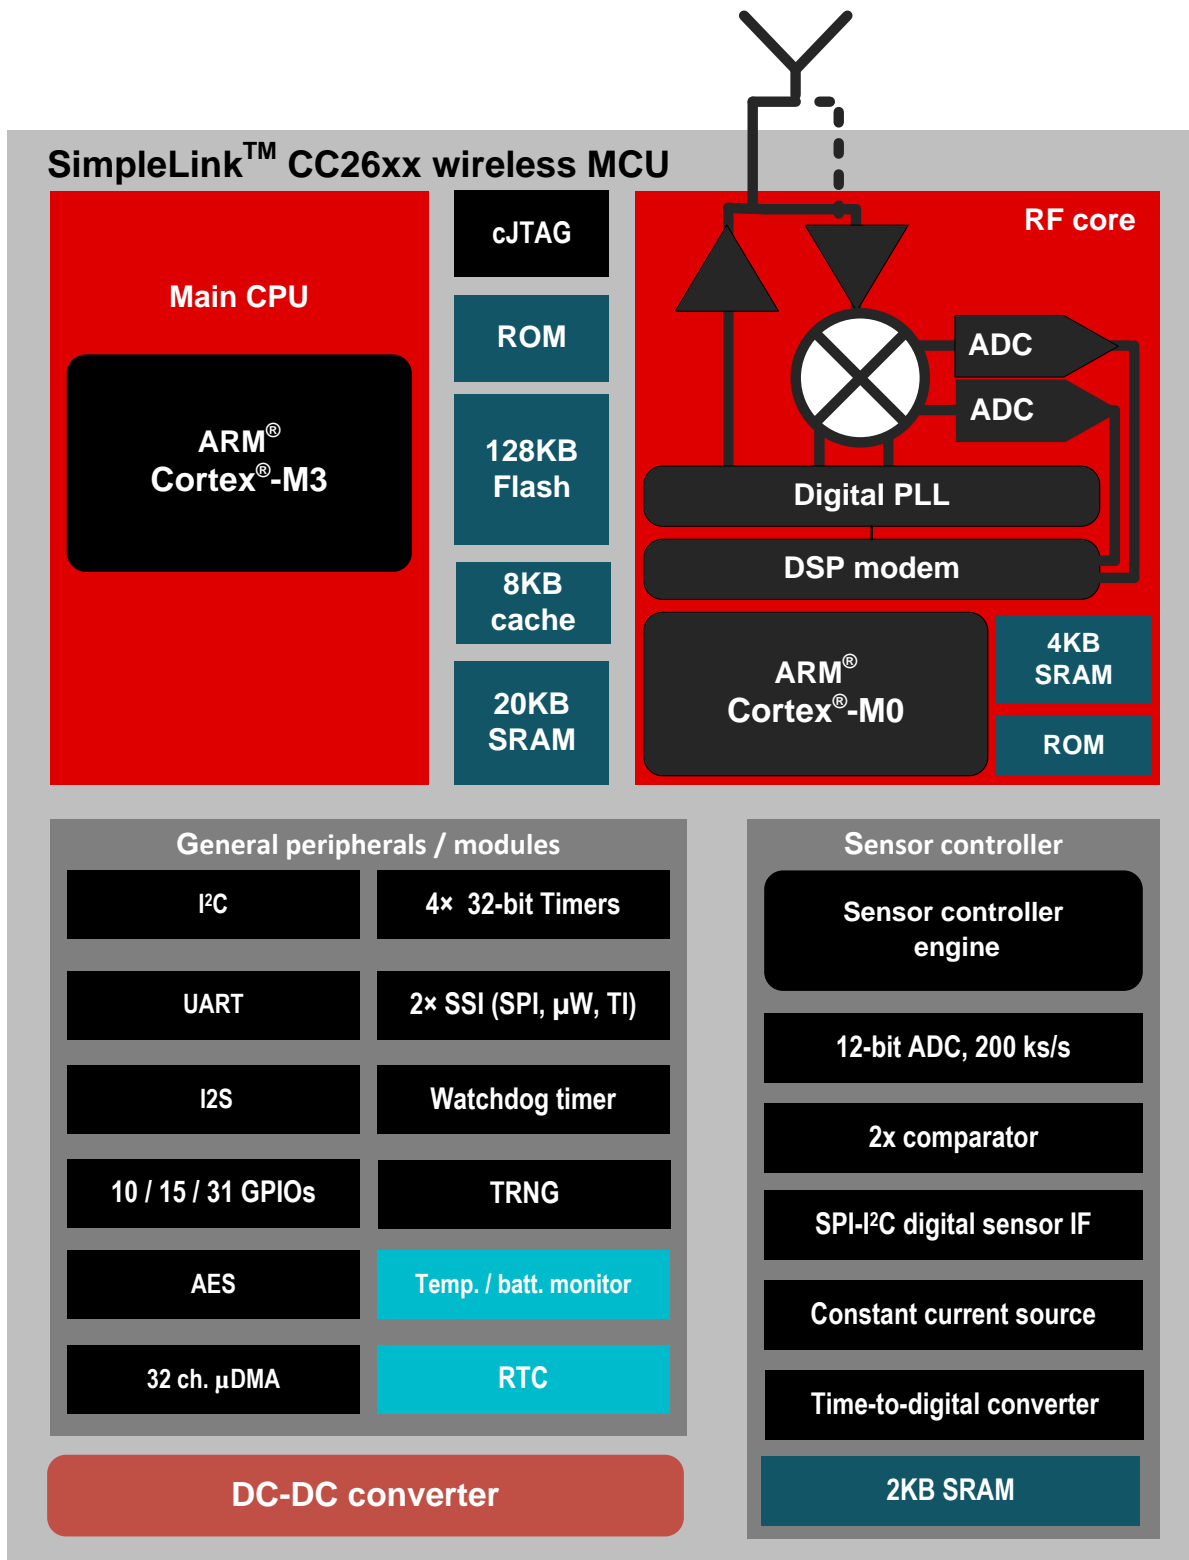 SimpleLink™ CC26xx wireless MCU
Main CPU
ARM®
Cortex®-M3
cJTAG
ROM
128KB
Flash
8KB
cache
20KB
SRAM
RF core
ADC
ADC
Digital PLL
DSP modem
ARM®
Cortex®-M0
4KB
SRAM
ROM
General peripherals / modules
I²C
4× 32-bit Timers
UART
2× SSI (SPI, µW, TI)
I2S
Watchdog timer
10 / 15 / 31 GPIOs
TRNG
AES
Temp. / batt. monitor
32 ch. µDMA
RTC
DC-DC converter
Sensor controller
Sensor controller
engine
12-bit ADC, 200 ks/s
2x comparator
SPI-I²C digital sensor IF
Constant current source
Time-to-digital converter
2KB SRAM